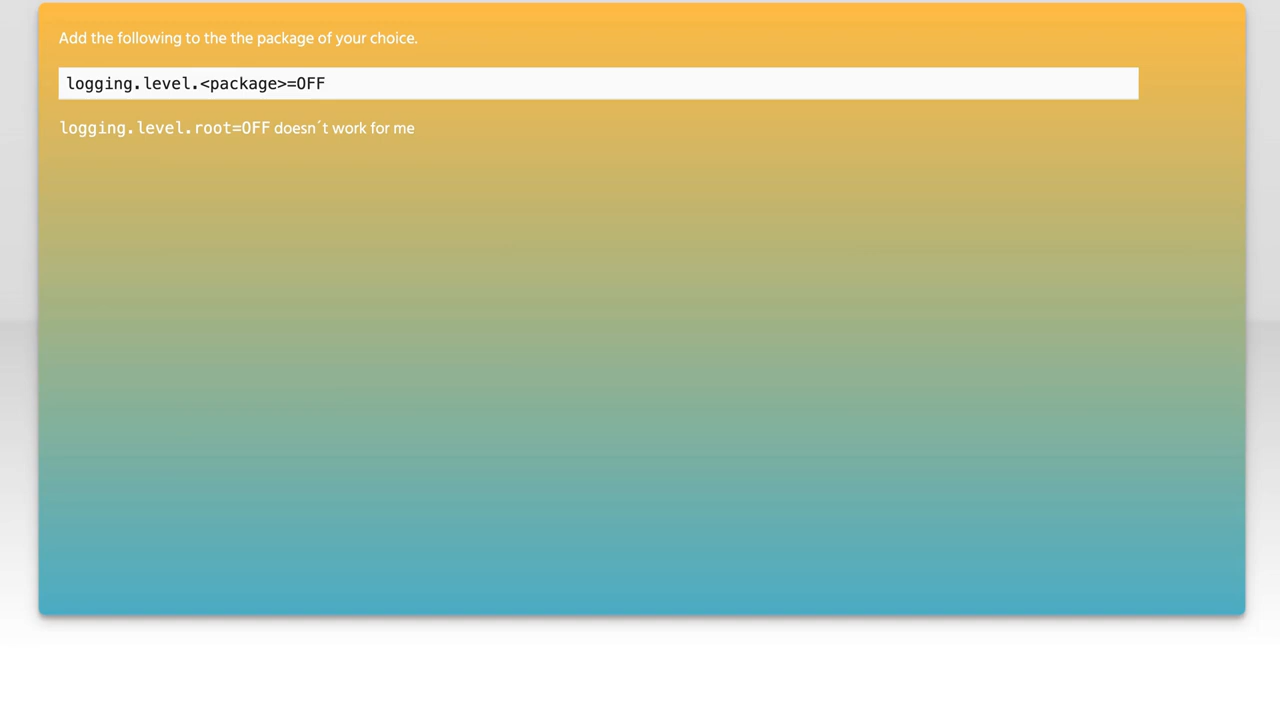 Add the following to the the package of your choice.
logging.level.<package>=OFF
logging.level.root=OFF doesn´t work for me